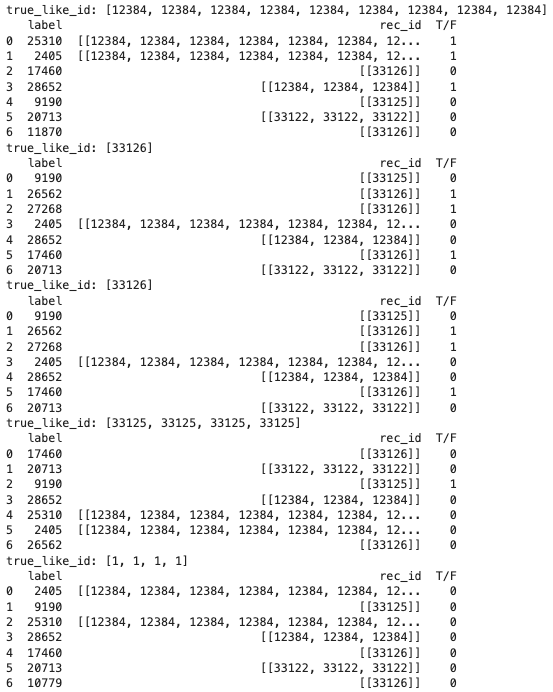 true_like_id: [12384, 12384, 12384, 12384, 12384, 12384, 12384, 12384, 12384]
label rec_id T/F
0 25310 [[12384, 12384, 12384, 12384, 12384, 12384, 12... 1
1 2405 [[12384, 12384, 12384, 12384, 12384, 12384, 12... 1
2 17460 [[33126]] 0
3 28652 [[12384, 12384, 12384]] 1
4 9190 [[33125]] 0
5 20713 [[33122, 33122, 33122]] 0
6 11870 [[33126]] 0
true_like_id: [33126]
label rec_id T/F
0 9190 [[33125]] 0
1 26562 [[33126]] 1
2 27268 [[33126]] 1
3 2405 [[12384, 12384, 12384, 12384, 12384, 12384, 12... 0
4 28652 [[12384, 12384, 12384]] 0
5 17460 [[33126]] 1
6 20713 [[33122, 33122, 33122]] 0
true_like_id: [33126]
label rec_id T/F
0 9190 [[33125]] 0
1 26562 [[33126]] 1
2 27268 [[33126]] 1
3 2405 [[12384, 12384, 12384, 12384, 12384, 12384, 12... 0
4 28652 [[12384, 12384, 12384]] 0
5 17460 [[33126]] 1
6 20713 [[33122, 33122, 33122]] 0
true_like_id: [33125, 33125, 33125, 33125]
label rec_id T/F
0 17460 [[33126]] 0
1 20713 [[33122, 33122, 33122]] 0
2 9190 [[33125]] 1
3 28652 [[12384, 12384, 12384]] 0
4 25310 [[12384, 12384, 12384, 12384, 12384, 12384, 12... 0
5 2405 [[12384, 12384, 12384, 12384, 12384, 12384, 12... 0
6 26562 [[33126]] 0
true_like_id: [1, 1, 1, 1]
label rec_id T/F
0 2405 [[12384, 12384, 12384, 12384, 12384, 12384, 12... 0
1 9190 [[33125]] 0
2 25310 [[12384, 12384, 12384, 12384, 12384, 12384, 12... 0
3 28652 [[12384, 12384, 12384]] 0
4 17460 [[33126]] 0
5 20713 [[33122, 33122, 33122]] 0
6 10779 [[33126]] 0